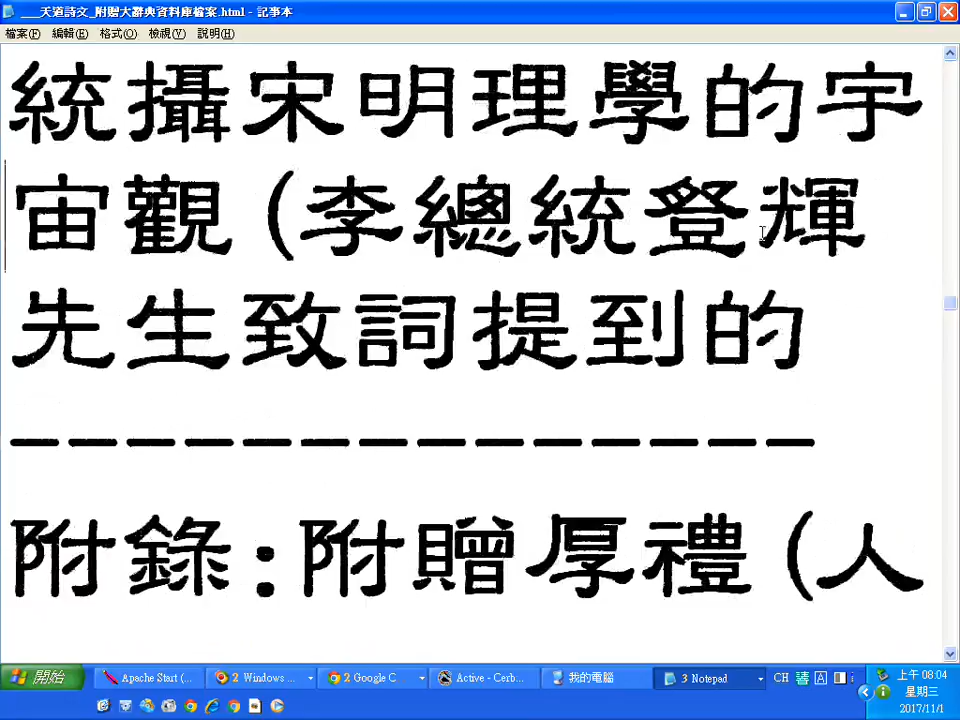 ___天道詩文_附贈大辭典資料庫檔案.html - 記事本
檔案(F) 編輯(E) 格式(O) 檢視(V) 說明(H)
統攝宋明理學的宇
宙觀(李總統登輝
先生致詞提到的
--------------
附錄:附贈厚禮(人
開始 Apache Start (... 2 Windows ... 2 Google C Active - Cerb... 我的電腦 3 Notepad CH A 上午 08:04
星期三
2017/11/1